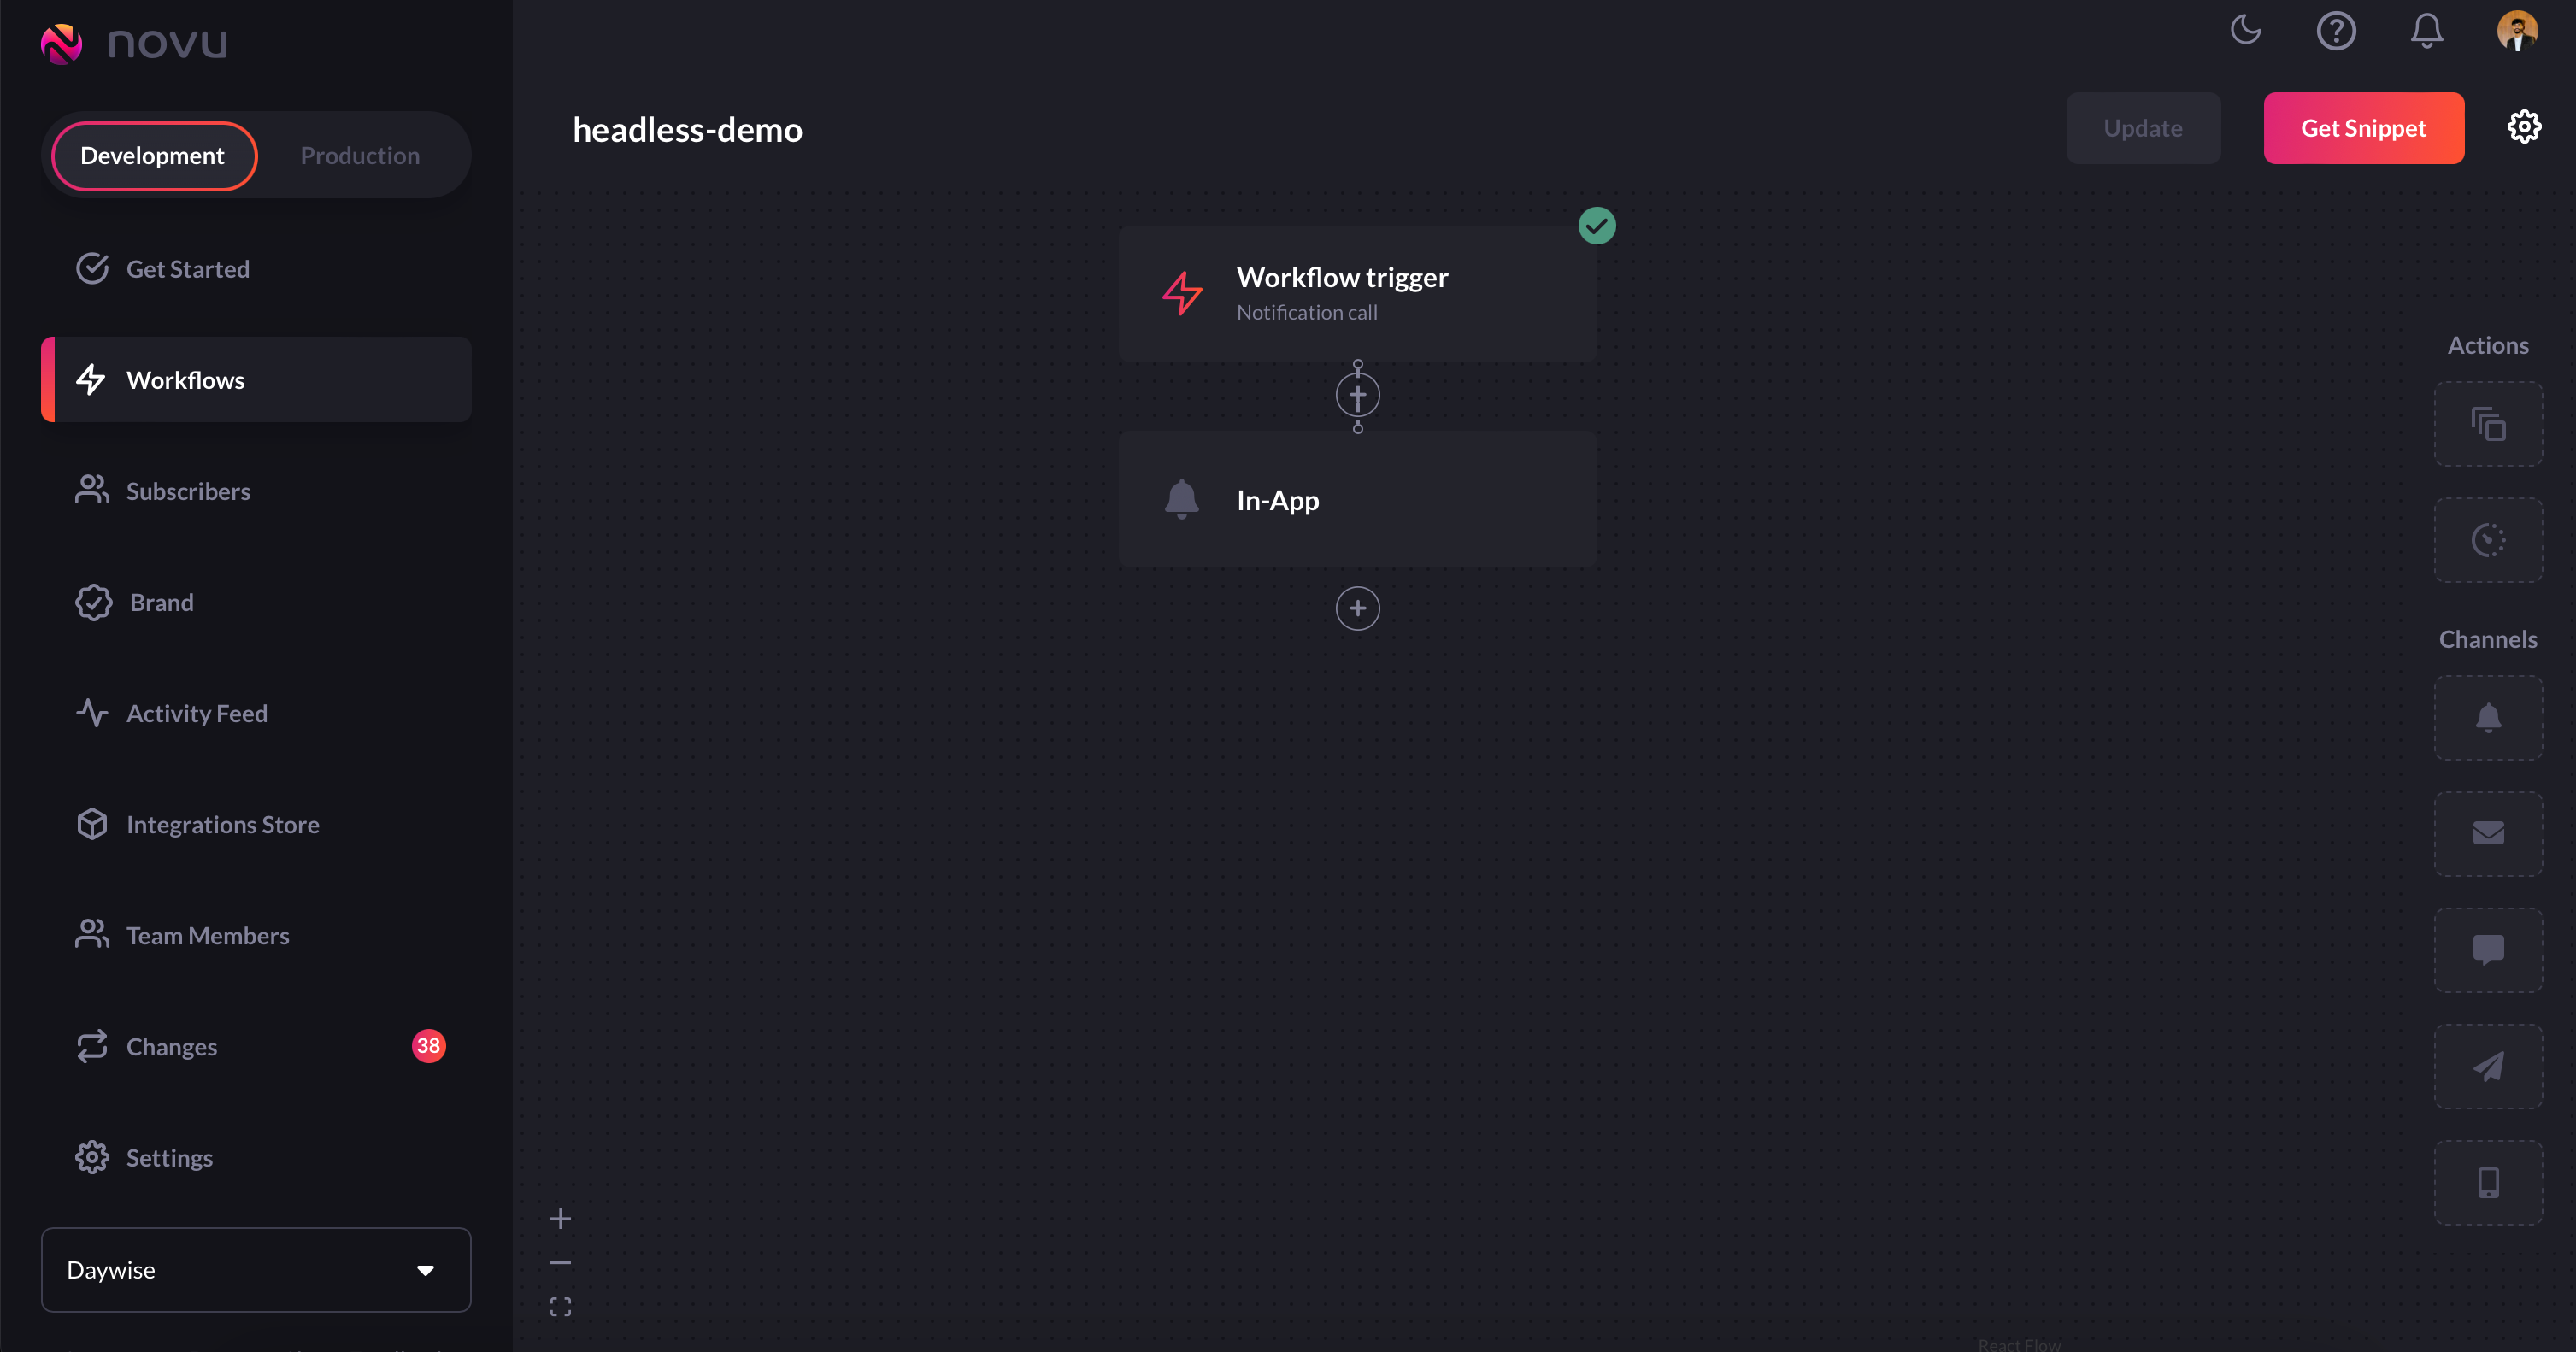 novu
Development
Production
Get Started
Workflows
Subscribers
Brand
Activity Feed
Integrations Store
Team Members
Changes
38
Settings
Daywise
headless-demo
Update
Get Snippet
Workflow trigger
Notification call
In-App
Actions
Channels
React Flow